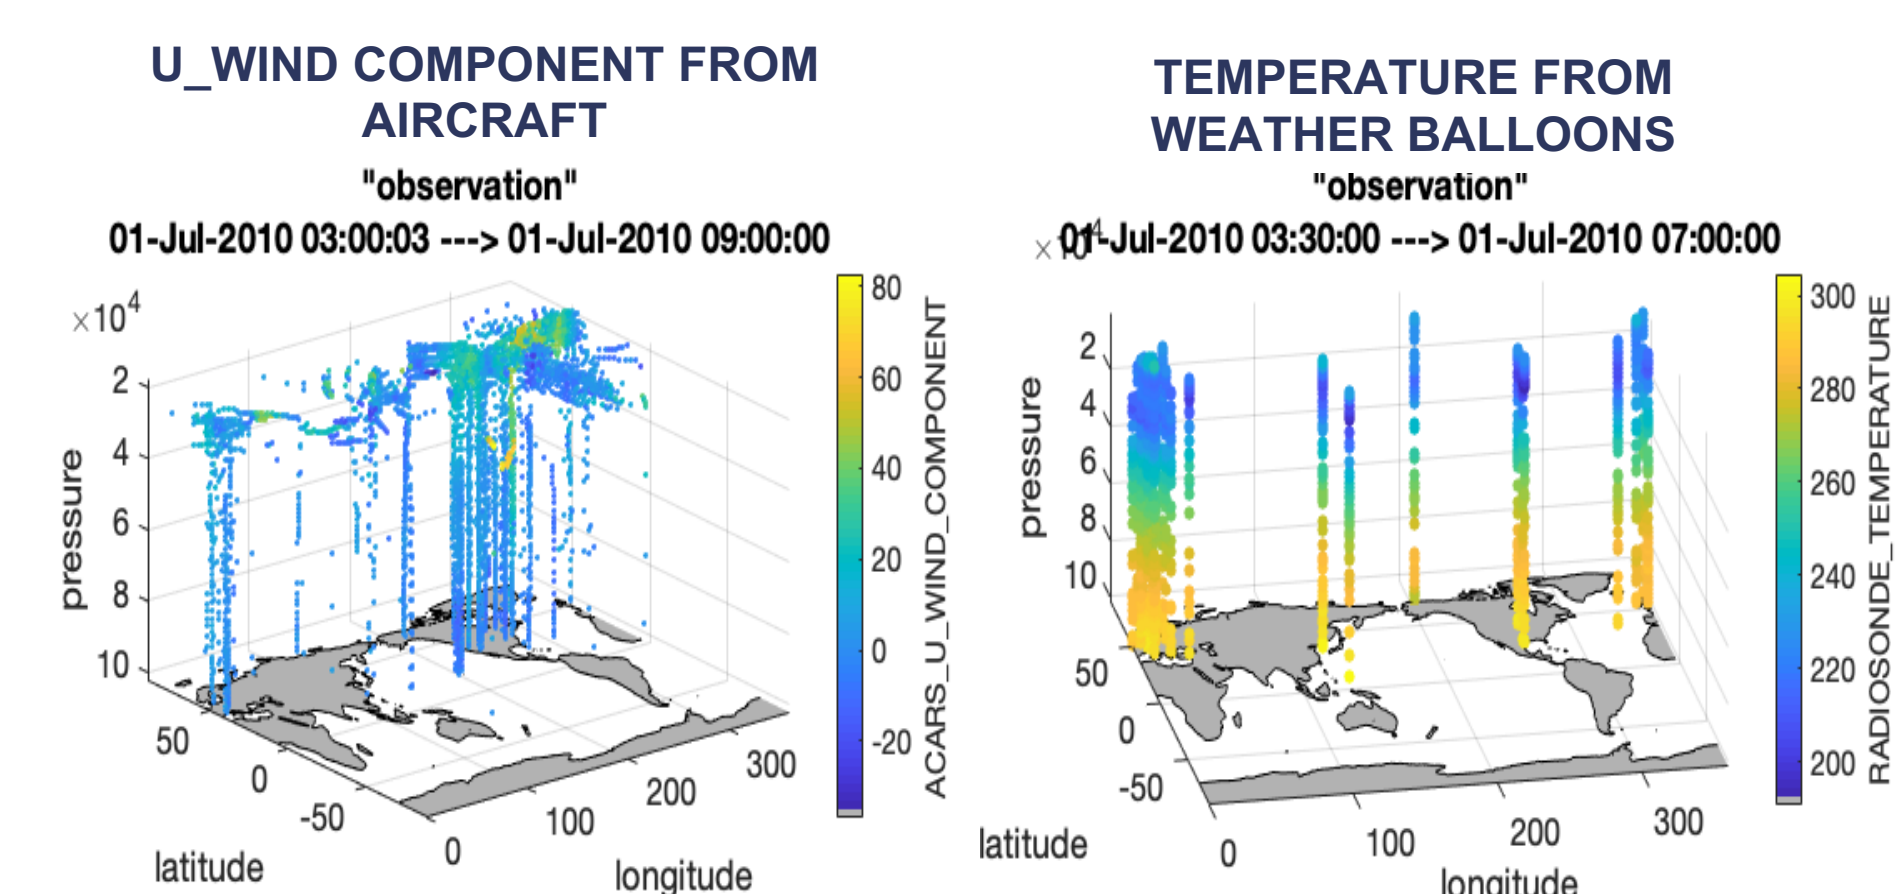 U_WIND COMPONENT FROM
AIRCRAFT
"observation"
01-Jul-2010 03:00:03 ---> 01-Jul-2010 09:00:00
×10⁴
2
4
6
8
10
pressure
50
0
-50
latitude
0
100
200
300
longitude
80
60
40
20
0
-20
ACARS_U_WIND_COMPONENT
TEMPERATURE FROM
WEATHER BALLOONS
"observation"
01-Jul-2010 03:30:00 ---> 01-Jul-2010 07:00:00
×10⁴
2
4
6
8
10
pressure
50
0
-50
latitude
0
100
200
300
longitude
300
280
260
240
220
200
RADIOSONDE_TEMPERATURE